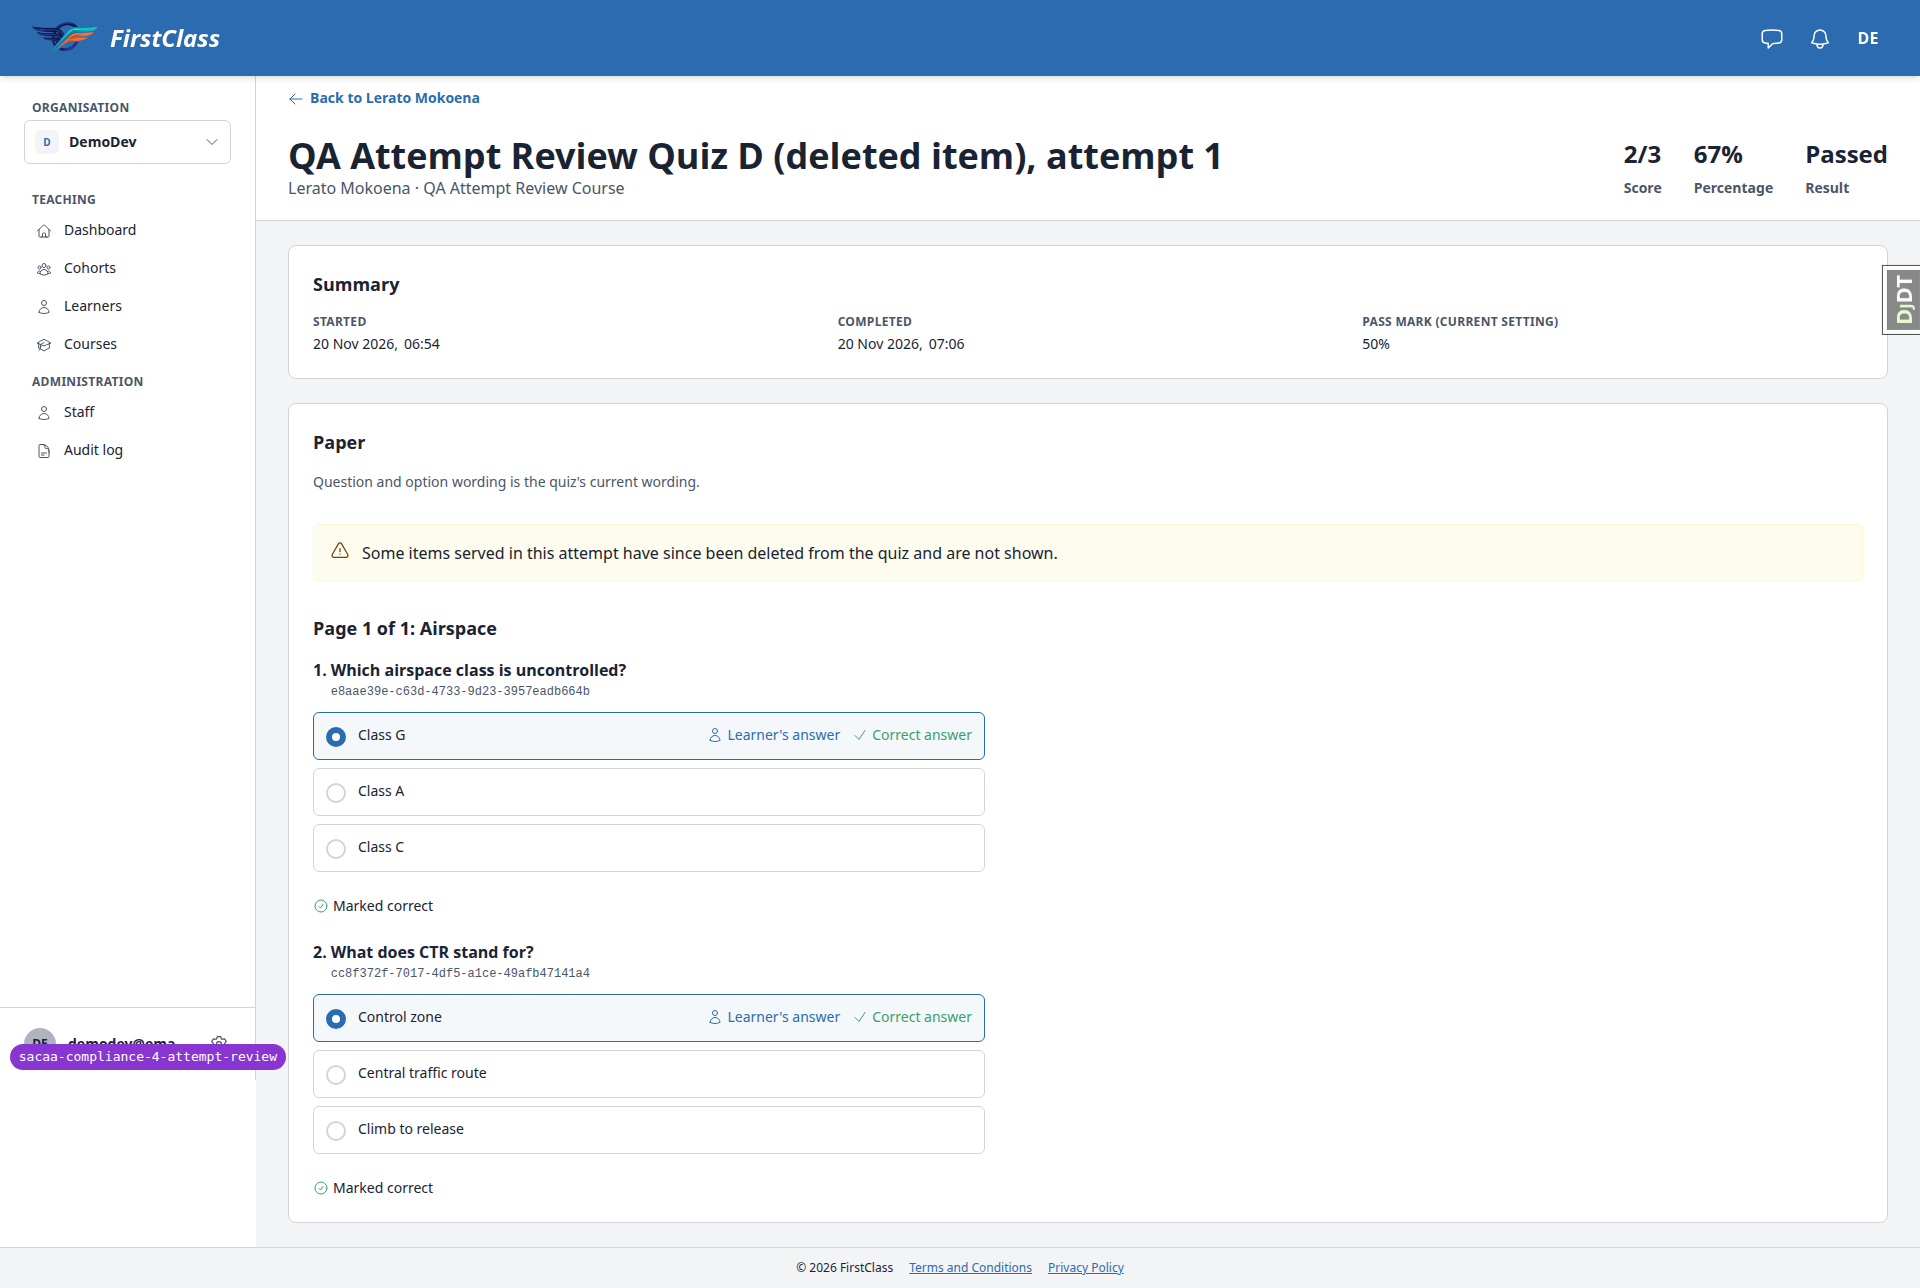 FirstClass
DE
ORGANISATION
D DemoDev
TEACHING
Dashboard
Cohorts
Learners
Courses
ADMINISTRATION
Staff
Audit log
DE demodev@ema
sacaa-compliance-4-attempt-review
Back to Lerato Mokoena
QA Attempt Review Quiz D (deleted item), attempt 1
Lerato Mokoena · QA Attempt Review Course
2/3 67% Passed
Score Percentage Result
DjDT
Summary
STARTED COMPLETED PASS MARK (CURRENT SETTING)
20 Nov 2026, 06:54 20 Nov 2026, 07:06 50%
Paper
Question and option wording is the quiz's current wording.
Some items served in this attempt have since been deleted from the quiz and are not shown.
Page 1 of 1: Airspace
1. Which airspace class is uncontrolled?
e8aae39e-c63d-4733-9d23-3957eadb664b
Class G Learner's answer Correct answer
Class A
Class C
Marked correct
2. What does CTR stand for?
cc8f372f-7017-4df5-a1ce-49afb47141a4
Control zone Learner's answer Correct answer
Central traffic route
Climb to release
Marked correct
© 2026 FirstClass Terms and Conditions Privacy Policy